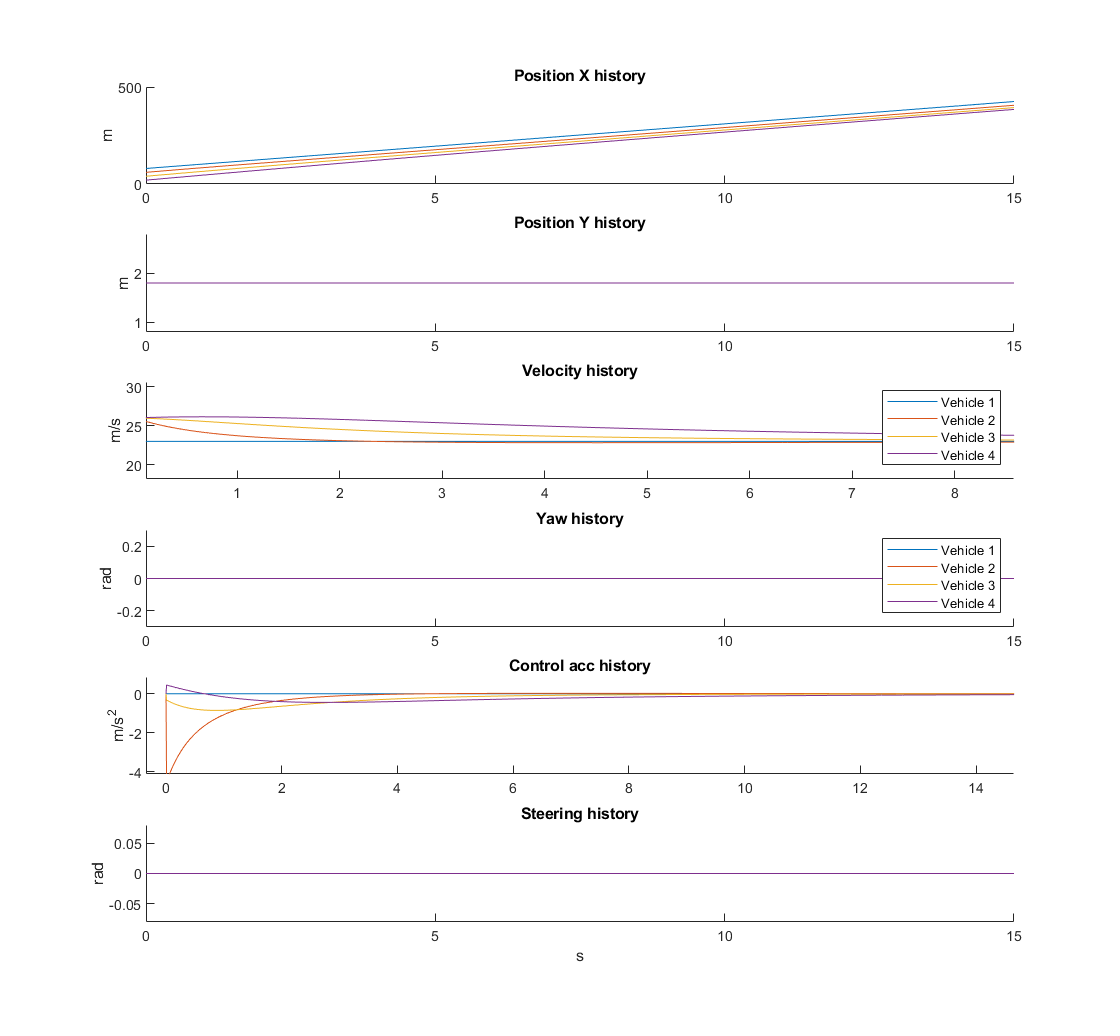 Position X history
500
m
0
0 5 10 15
Position Y history
2
m
1
0 5 10 15
Velocity history
30
25
m/s
20
Vehicle 1
Vehicle 2
Vehicle 3
Vehicle 4
1 2 3 4 5 6 7 8
Yaw history
0.2
rad
0
-0.2
Vehicle 1
Vehicle 2
Vehicle 3
Vehicle 4
0 5 10 15
Control acc history
0
m/s²
-2
-4
0 2 4 6 8 10 12 14
Steering history
0.05
rad
0
-0.05
0 5 10 15
s